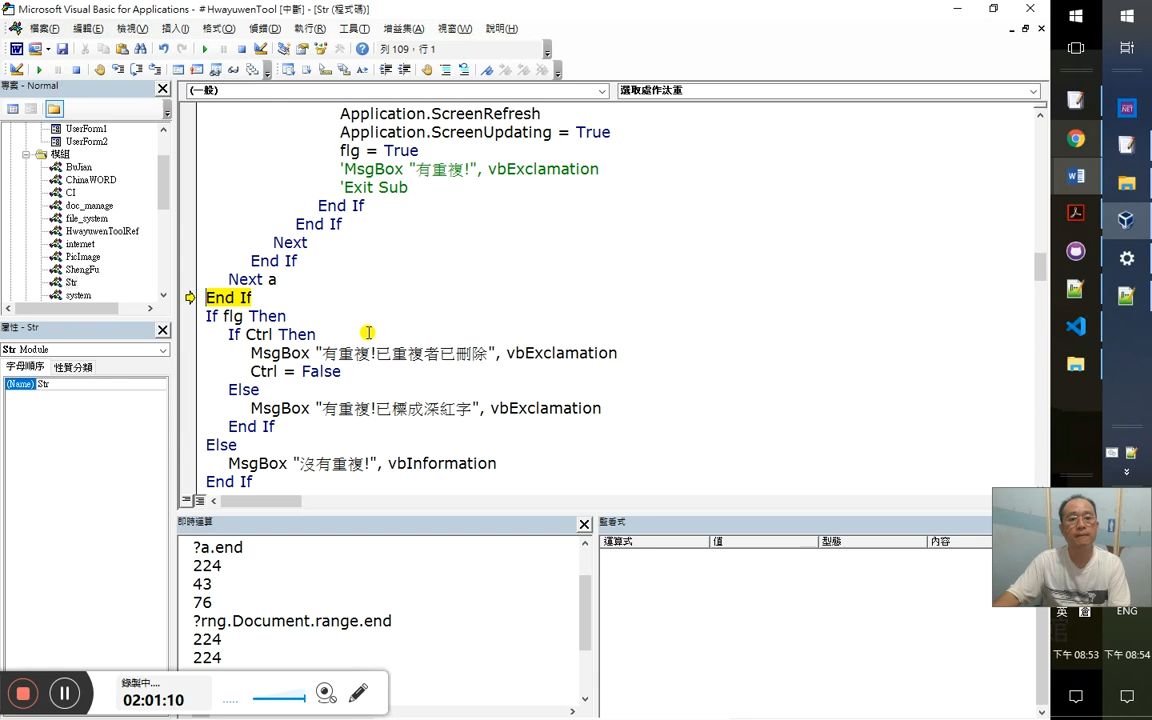 Microsoft Visual Basic for Applications - #HwayuwenTool [中斷] - [Str (程式碼)]
檔案(F) 編輯(E) 檢視(V) 插入(I) 格式(O) 偵錯(D) 執行(R) 工具(T) 增益集(A) 視窗(W) 說明(H)
列 109，行 1
專案 - Normal
UserForm1
UserForm2
模組
BuJian
ChinaWORD
CI
doc_manage
file_system
HwayuwenToolRef
internet
PicImage
ShengFu
Str
system
屬性 - Str
Str Module
字母順序 性質分類
(Name) Str
(一般)
選取處作汰重
Application.ScreenRefresh
Application.ScreenUpdating = True
flg = True
'MsgBox "有重複!", vbExclamation
'Exit Sub
End If
End If
Next
End If
Next a
End If
If flg Then
If Ctrl Then
MsgBox "有重複!已重複者已刪除", vbExclamation
Ctrl = False
Else
MsgBox "有重複!已標成深紅字", vbExclamation
End If
Else
MsgBox "沒有重複!", vbInformation
End If
即時運算
?a.end
224
43
76
?rng.Document.range.end
224
224
監看式
運算式 值 型態 內容
錄製中....
02:01:10
英
ENG
下午 08:53
下午 08:54